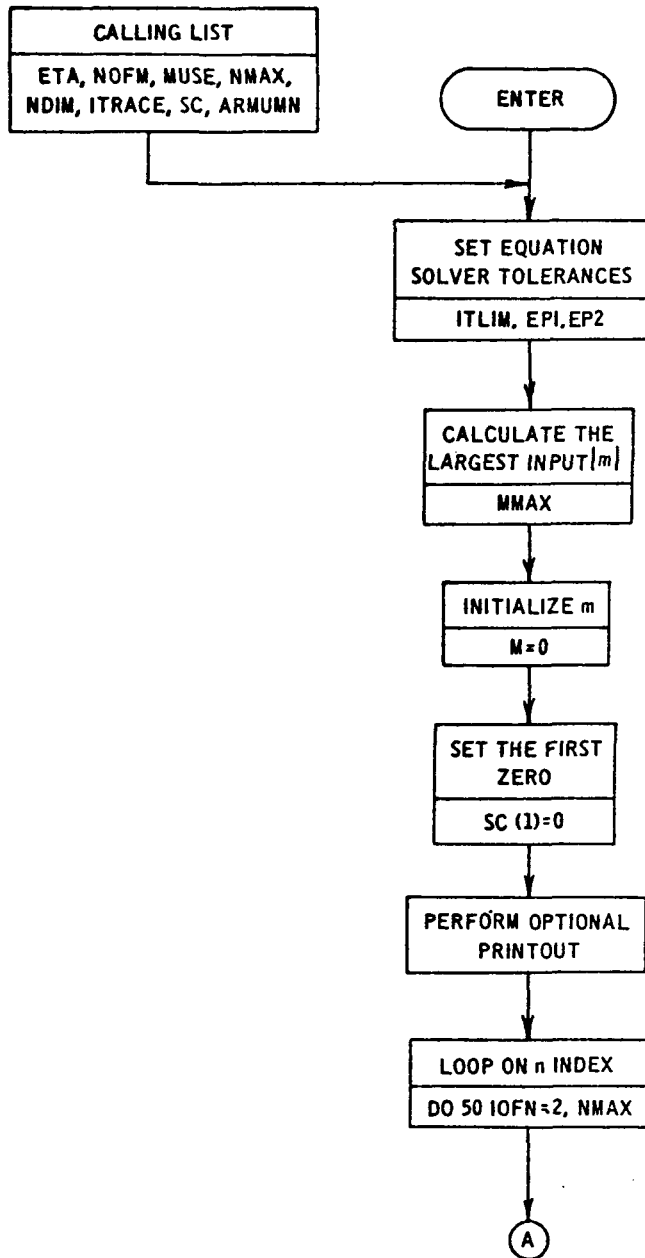 CALLING LIST
ETA, NOFM, MUSE, NMAX,
NDIM, ITRACE, SC, ARMUMN
ENTER
SET EQUATION
SOLVER TOLERANCES
ITLIM, EP1, EP2
CALCULATE THE
LARGEST INPUT |m|
MMAX
INITIALIZE m
M=0
SET THE FIRST
ZERO
SC (1)=0
PERFORM OPTIONAL
PRINTOUT
LOOP ON n INDEX
DO 50 IOFN=2, NMAX
A